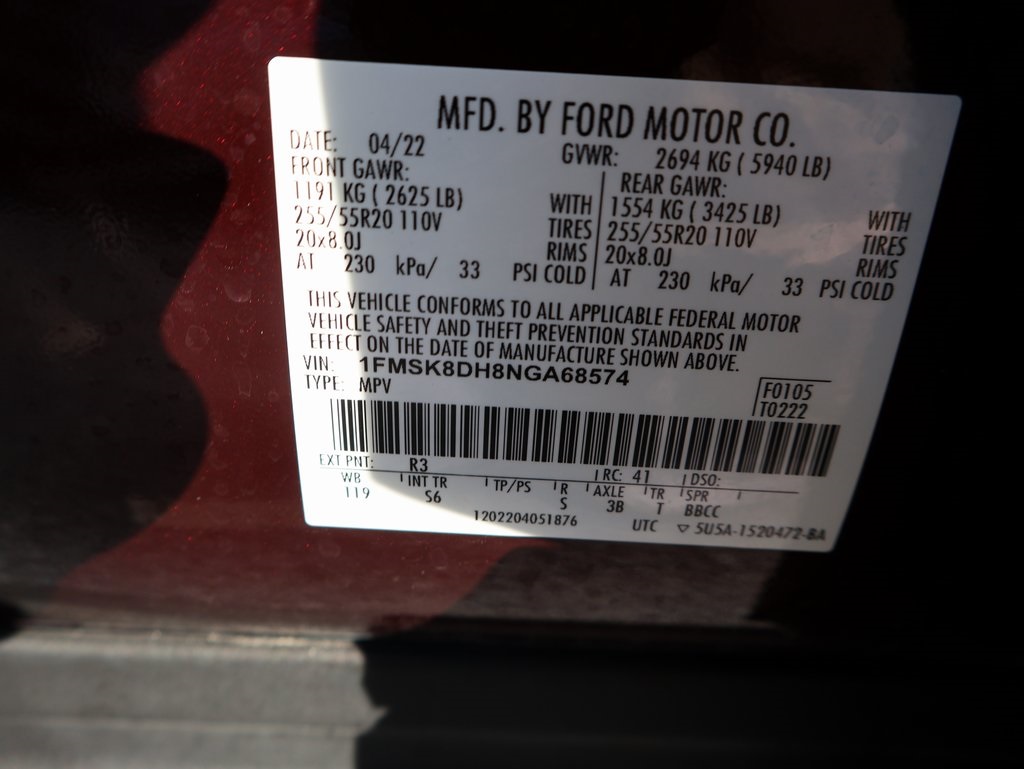 MFD. BY FORD MOTOR CO.
DATE: 04/22 GVWR: 2694 KG ( 5940 LB)
FRONT GAWR: REAR GAWR:
1191 KG ( 2625 LB) WITH 1554 KG ( 3425 LB) WITH
255/55R20 110V TIRES 255/55R20 110V TIRES
20x8.0J RIMS 20x8.0J RIMS
AT 230 kPa/ 33 PSI COLD AT 230 kPa/ 33 PSI COLD
THIS VEHICLE CONFORMS TO ALL APPLICABLE FEDERAL MOTOR
VEHICLE SAFETY AND THEFT PREVENTION STANDARDS IN
EFFECT ON THE DATE OF MANUFACTURE SHOWN ABOVE.
VIN: 1FMSK8DH8NGA68574
TYPE: MPV F0105
T0222
EXT PNT: R3 RC: 41 DSO:
WB INT TR TP/PS R AXLE TR SPR
119 S6 S 3B T BBCC
1202204051876 UTC ▽ 5U5A-1520472-BA